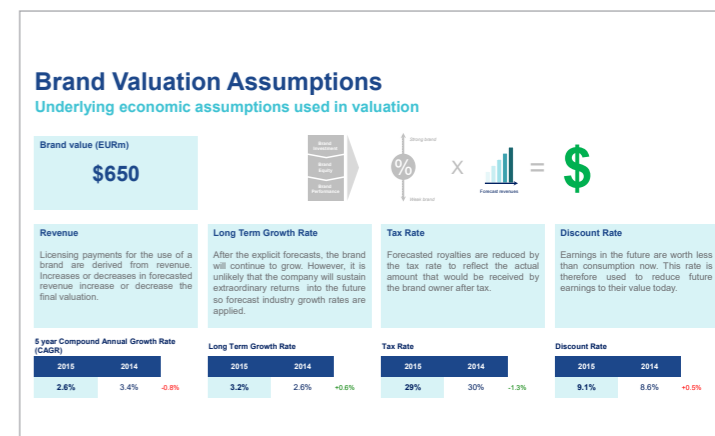 Brand Valuation Assumptions
Underlying economic assumptions used in valuation
Brand value (EURm)
$650
Brand
Investment
Brand
Equity
Brand
Performance
Strong brand
%
Weak brand
X
Forecast revenues
=
$
Revenue
Licensing payments for the use of a
brand are derived from revenue.
Increases or decreases in forecasted
revenue increase or decrease the
final valuation.
Long Term Growth Rate
After the explicit forecasts, the brand
will continue to grow. However, it is
unlikely that the company will sustain
extraordinary returns into the future
so forecast industry growth rates are
applied.
Tax Rate
Forecasted royalties are reduced by
the tax rate to reflect the actual
amount that would be received by
the brand owner after tax.
Discount Rate
Earnings in the future are worth less
than consumption now. This rate is
therefore used to reduce future
earnings to their value today.
5 year Compound Annual Growth Rate
(CAGR)
2015 2014
2.6% 3.4% -0.8%
Long Term Growth Rate
2015 2014
3.2% 2.6% +0.6%
Tax Rate
2015 2014
29% 30% -1.3%
Discount Rate
2015 2014
9.1% 8.6% +0.5%